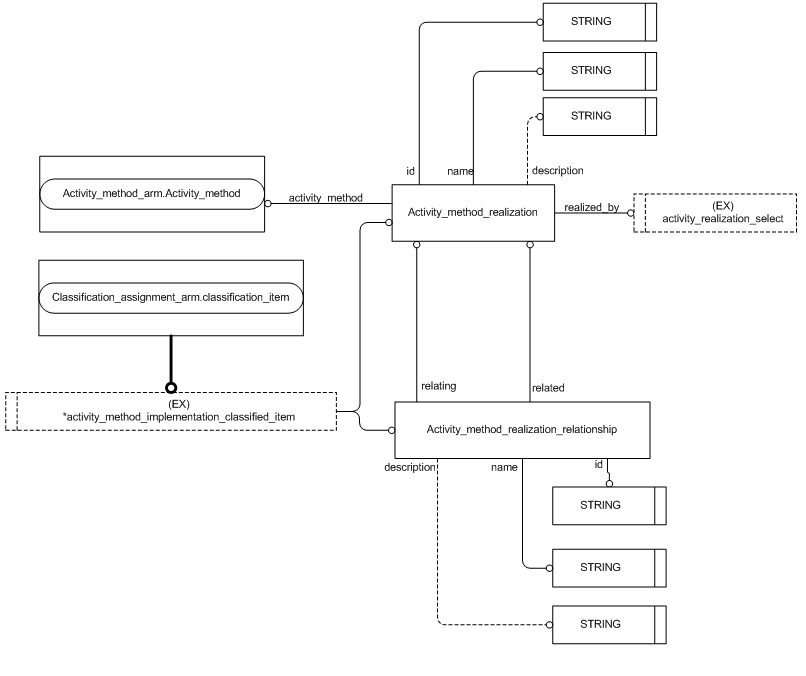 STRING
STRING
STRING
id
name
description
Activity_method_arm.Activity_method
activity_method
Activity_method_realization
realized_by
(EX)
activity_realization_select
Classification_assignment_arm.classification_item
relating
related
(EX)
*activity_method_implementation_classified_item
Activity_method_realization_relationship
description
name
id
STRING
STRING
STRING